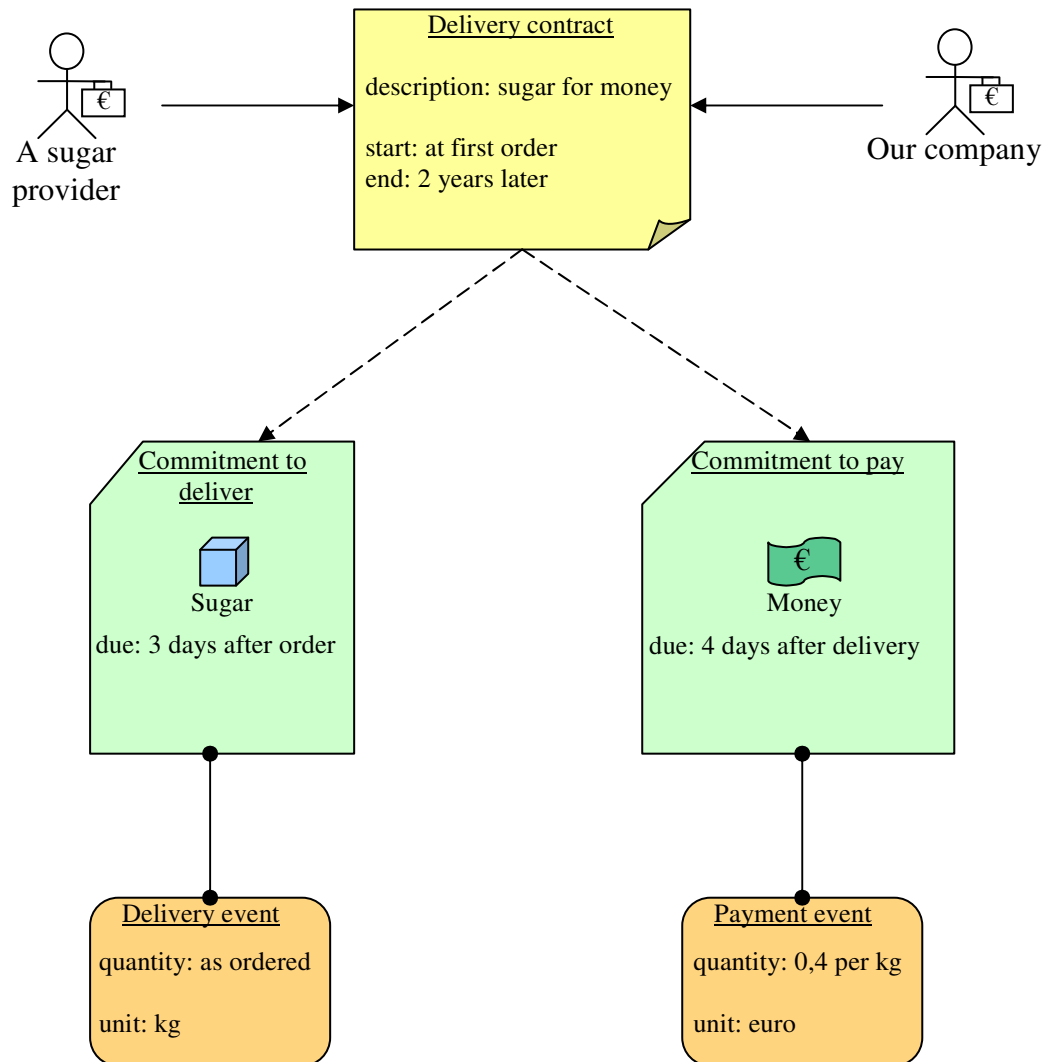 Delivery contract
description: sugar for money
start: at first order
end: 2 years later
€
A sugar
provider
€
Our company
Commitment to
deliver
Sugar
due: 3 days after order
Commitment to pay
€
Money
due: 4 days after delivery
Delivery event
quantity: as ordered
unit: kg
Payment event
quantity: 0,4 per kg
unit: euro